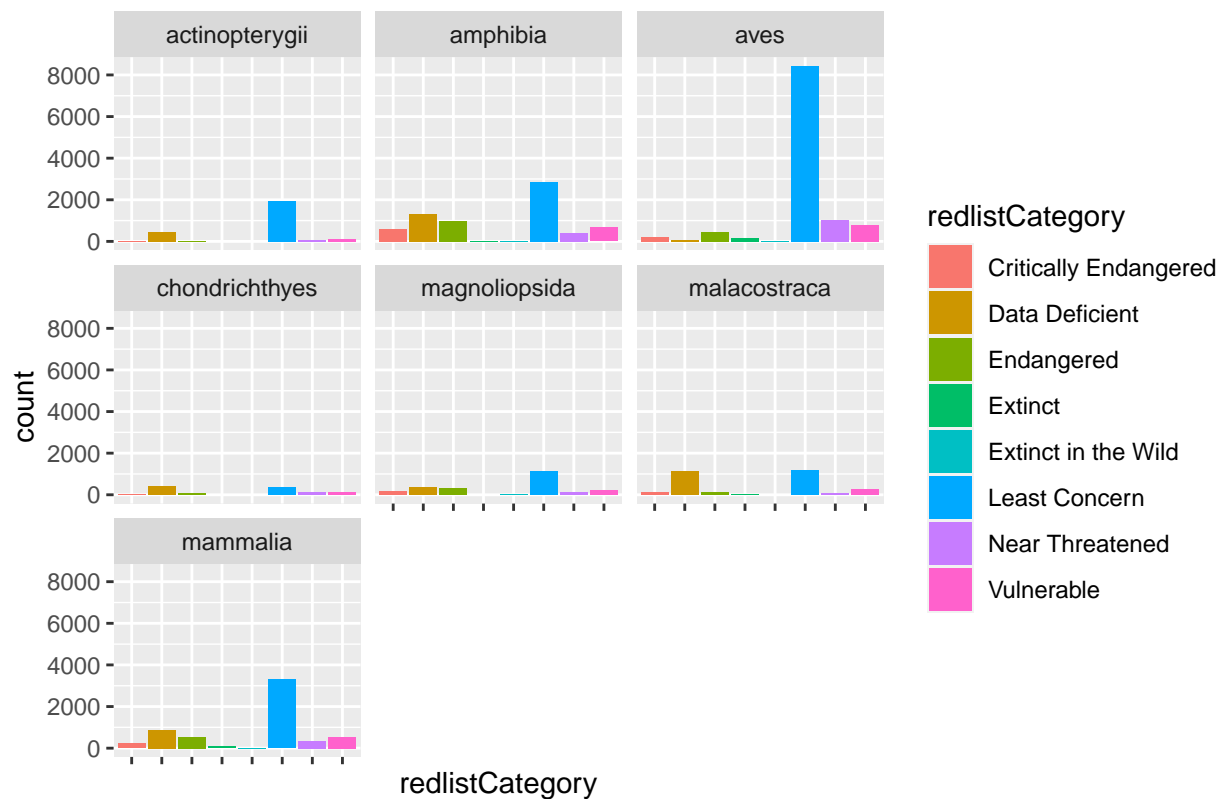 actinopterygii amphibia aves
8000
6000
4000
2000
0
chondrichthyes magnoliopsida malacostraca
8000
6000
4000
2000
0
mammalia
8000
6000
4000
2000
0
count
redlistCategory
redlistCategory
Critically Endangered
Data Deficient
Endangered
Extinct
Extinct in the Wild
Least Concern
Near Threatened
Vulnerable